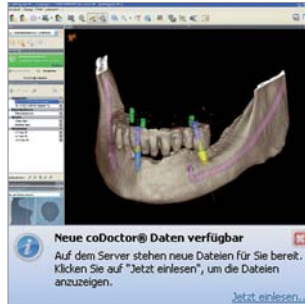 Neue coDoctor® Daten verfügbar
Auf dem Server stehen neue Dateien für Sie bereit.
Klicken Sie auf "Jetzt einlesen", um die Dateien
anzuzeigen.
Jetzt einlesen...